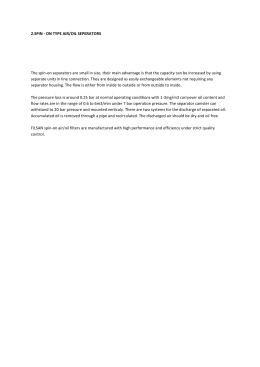 2.SPIN - ON TYPE AIR/OIL SEPERATORS
The spin-on separators are small in size, their main advantage is that the capacity can be increased by using
separate units in line connection. They are designed as easily exchangeable elements not requiring any
separator housing. The flow is either from inside to outside or from outside to inside.
The pressure loss is around 0.25 bar at normal operating conditions with 1-3mg/m3 carryover oil content and
flow rates are in the range of 0.6 to 6m3/min under 7 bar operation pressure. The separator canister can
withstand to 20 bar pressure and mounted verticaly. There are two systems for the discharge of separated oil.
Accumulated oil is removed through a pipe and recirculated. The discharged air should be dry and oil free.
FILSAN spin-on air/oil filters are manufactured with high performance and efficiency under strict quality
control.